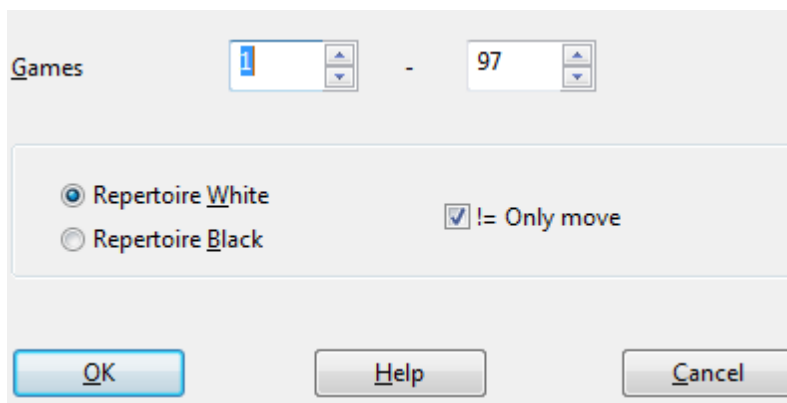 Games 1 - 97
Repertoire White
!= Only move
Repertoire Black
OK Help Cancel